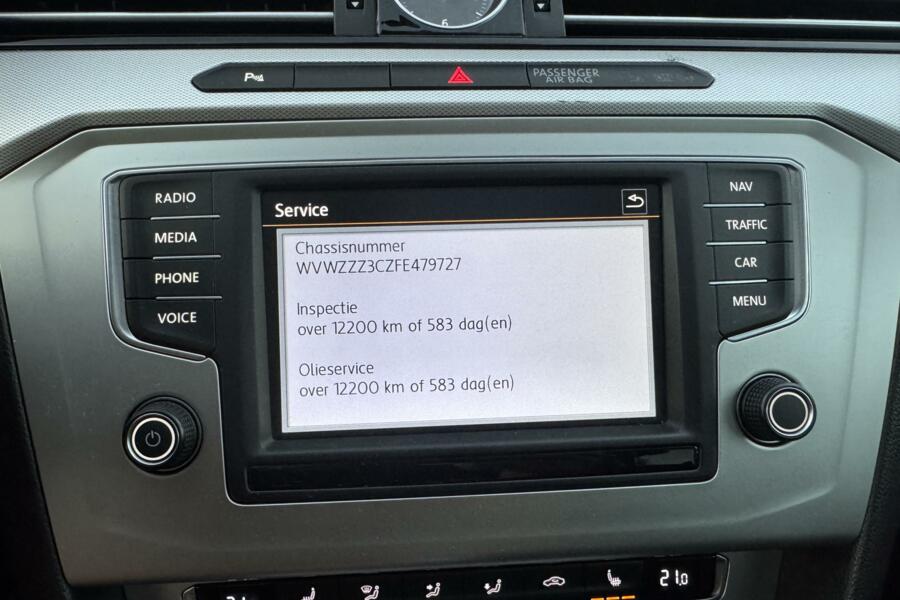 6
P
PASSENGER
AIR BAG
RADIO
MEDIA
PHONE
VOICE
Service
Chassisnummer
WVWZZZ3CZFE479727
Inspectie
over 12200 km of 583 dag(en)
Olieservice
over 12200 km of 583 dag(en)
NAV
TRAFFIC
CAR
MENU
21.0